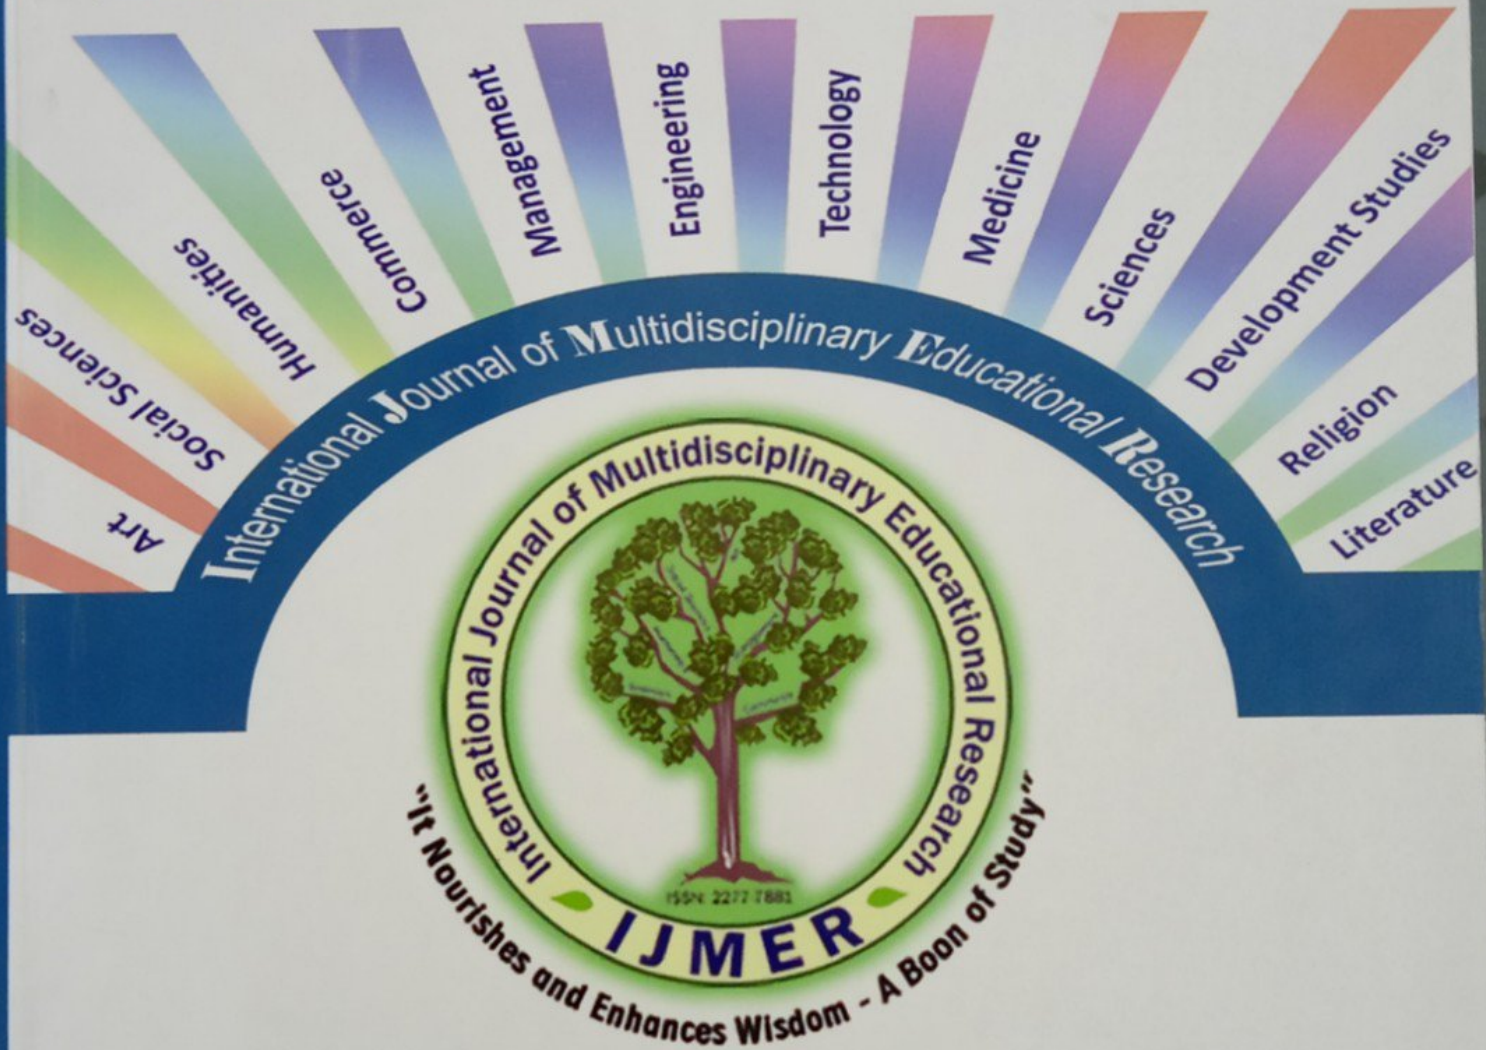 Art
Social Sciences
Humanities
Commerce
Management
Engineering
Technology
Medicine
Sciences
Development Studies
Religion
Literature
International Journal of Multidisciplinary Educational Research
International Journal of Multidisciplinary Educational Research
ISSN: 2277-7881
IJMER
"It Nourishes and Enhances Wisdom - A Boon of Study"